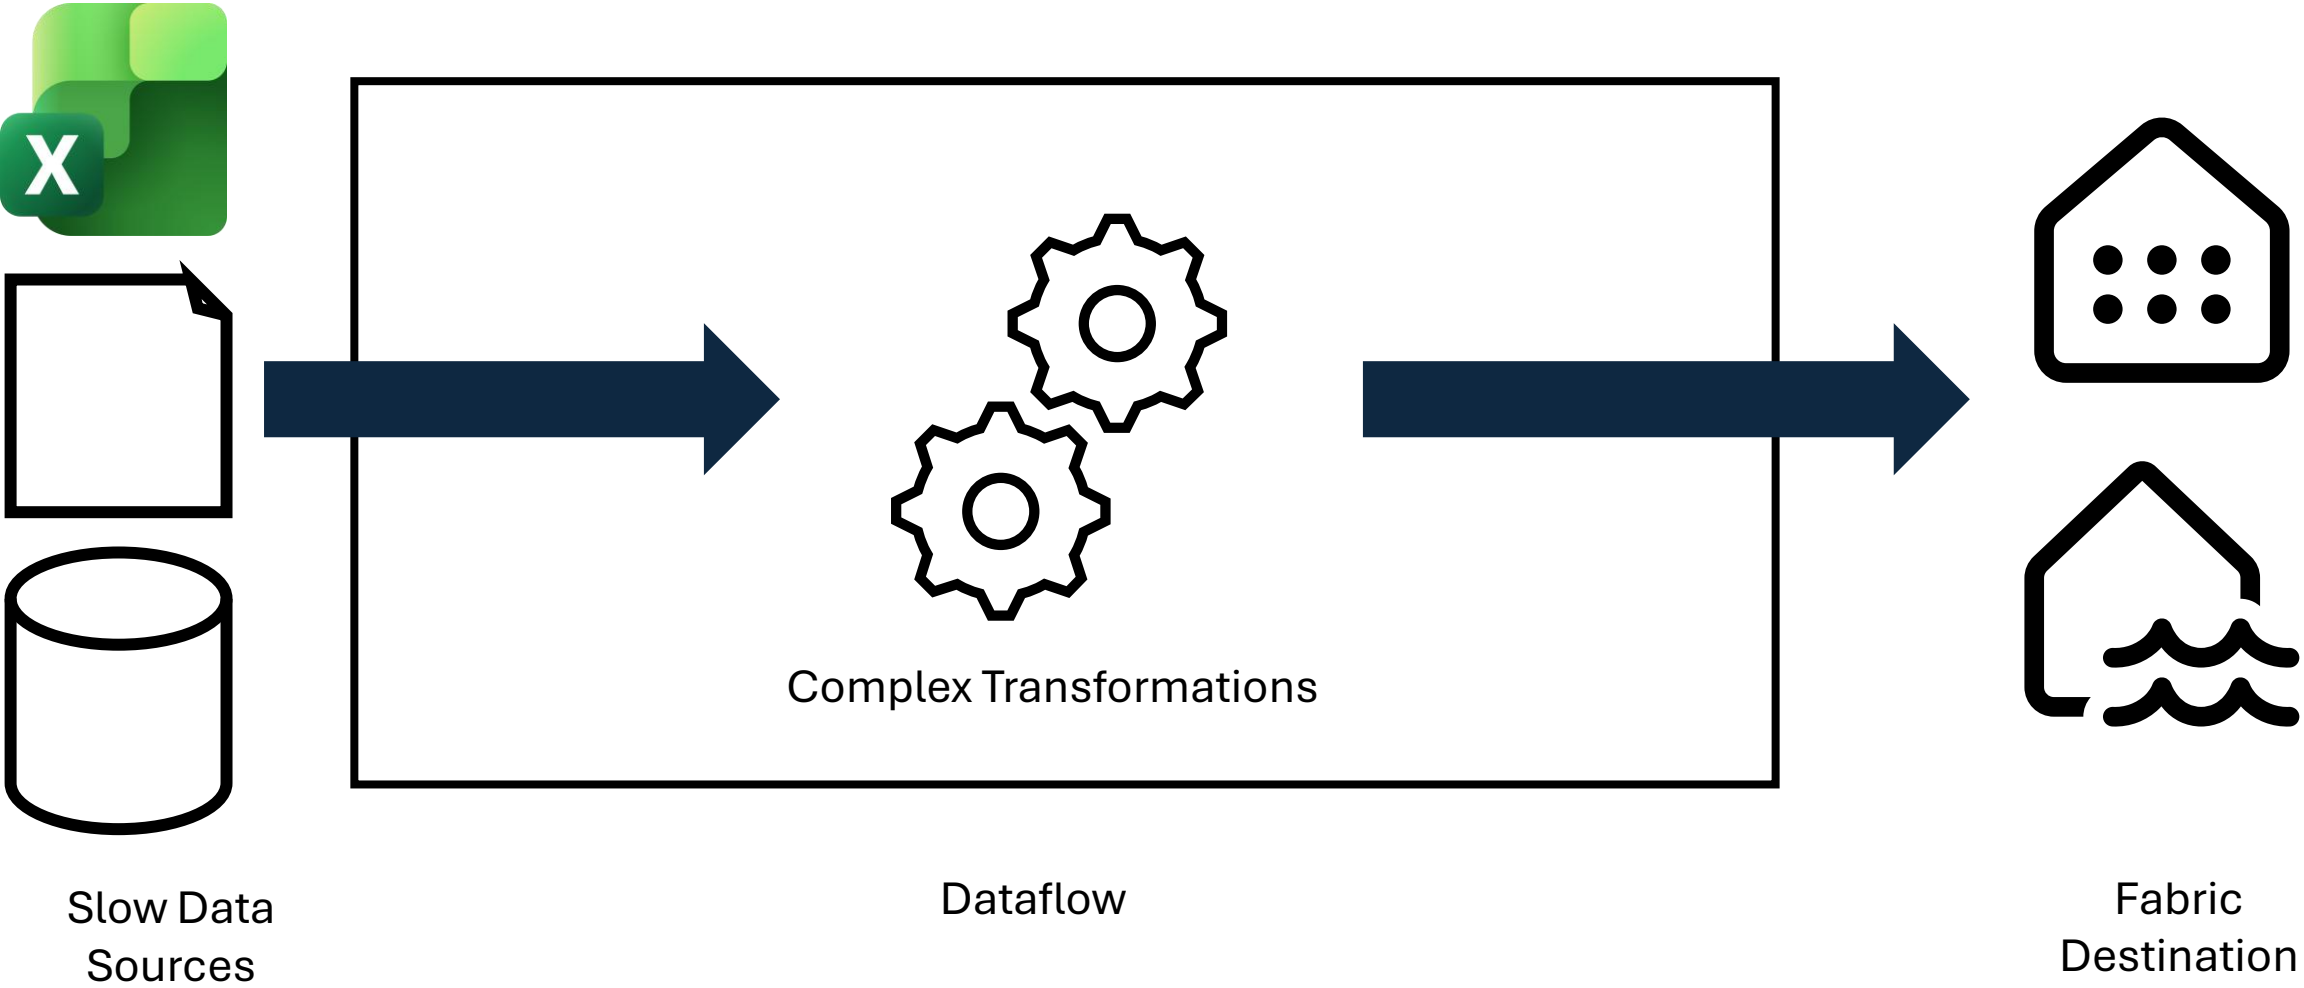 X
Complex Transformations
Slow Data
Sources
Dataflow
Fabric
Destination